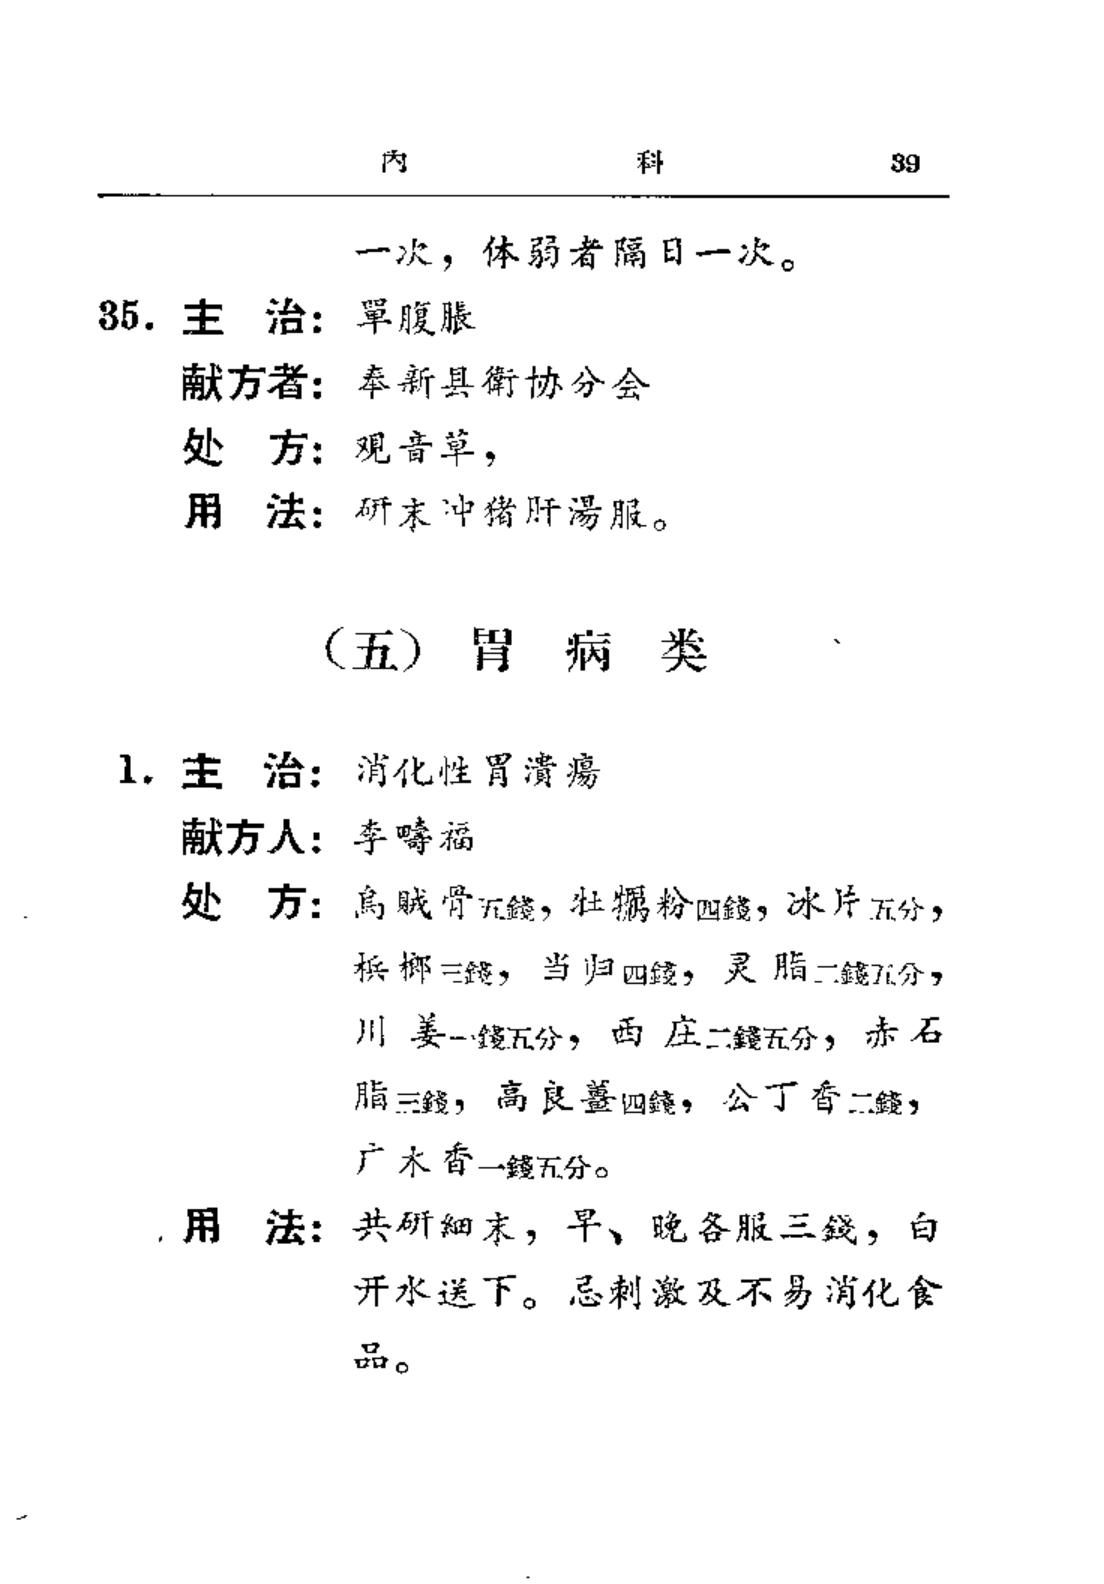 內 科 39
一次，体弱者隔日一次。
35. 主 治：單腹脹
献方者：奉新县衛协分会
处 方：观音草，
用 法：研末冲猪肝湯服。
（五）胃 病 类
1. 主 治：消化性胃潰瘍
献方人：李疇福
处 方：烏賊骨五錢，牡犡粉四錢，冰片五分，
梹榔三錢，当归四錢，灵脂二錢五分，
川姜一錢五分，西庄二錢五分，赤石
脂三錢，高良薑四錢，公丁香二錢，
广木香一錢五分。
用 法：共研細末，早、晚各服三錢，白
开水送下。忌刺激及不易消化食
品。